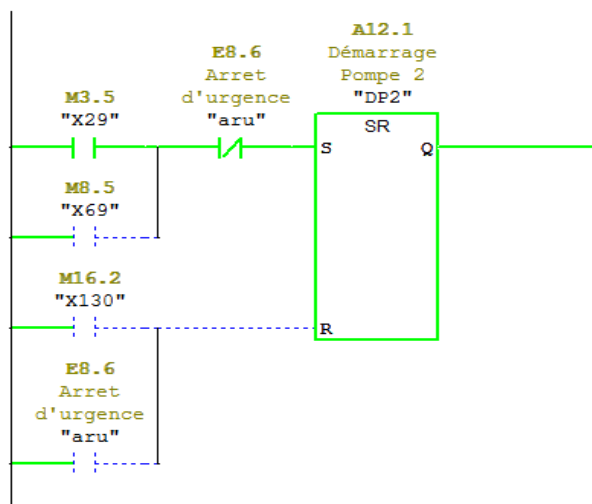 A12.1
Démarrage
Pompe 2
"DP2"
SR
S
Q
R
E8.6
Arret
d'urgence
"aru"
M3.5
"X29"
M8.5
"X69"
M16.2
"X130"
E8.6
Arret
d'urgence
"aru"